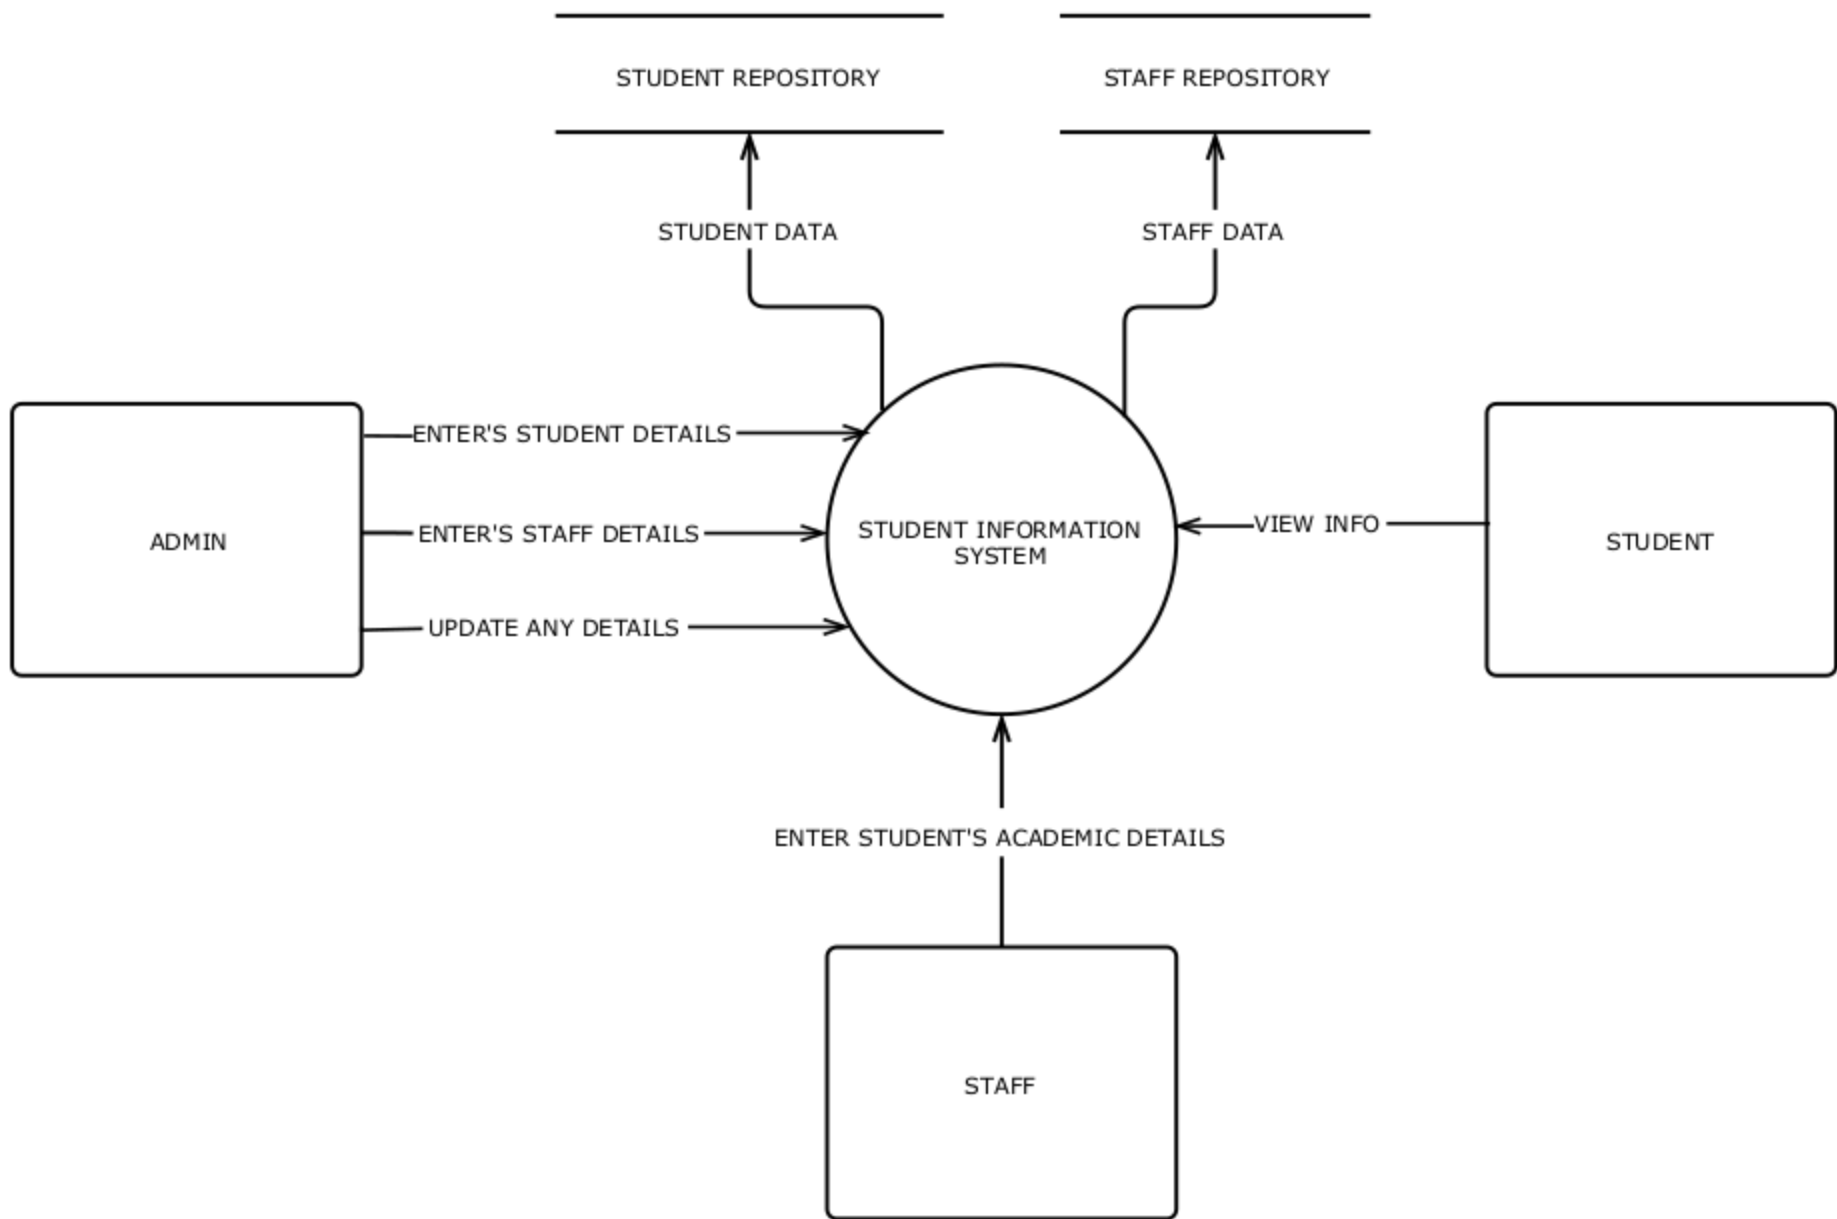 STUDENT REPOSITORY
STAFF REPOSITORY
STUDENT DATA
STAFF DATA
ENTER'S STUDENT DETAILS
ADMIN
ENTER'S STAFF DETAILS
STUDENT INFORMATION
SYSTEM
VIEW INFO
STUDENT
UPDATE ANY DETAILS
ENTER STUDENT'S ACADEMIC DETAILS
STAFF